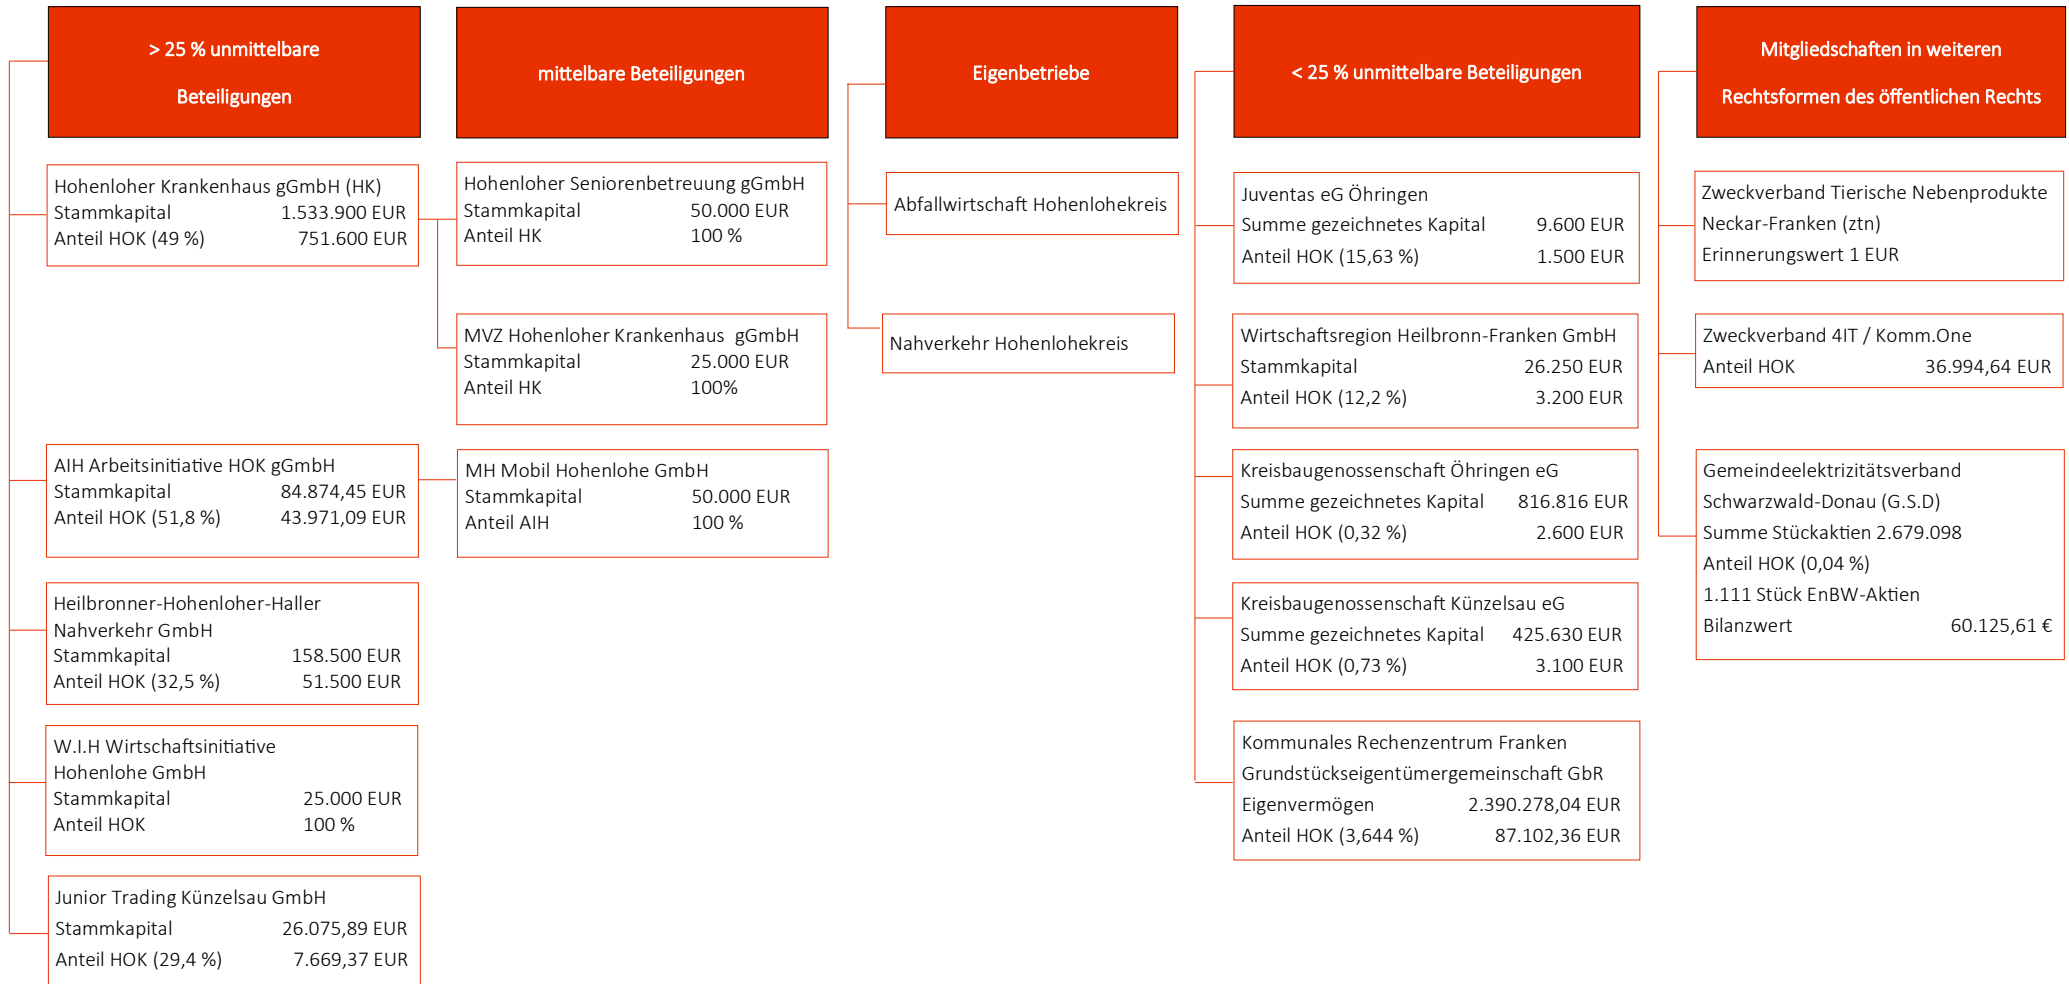 > 25 % unmittelbare
Beteiligungen
Hohenloher Krankenhaus gGmbH (HK)
Stammkapital 1.533.900 EUR
Anteil HOK (49 %) 751.600 EUR
AIH Arbeitsinitiative HOK gGmbH
Stammkapital 84.874,45 EUR
Anteil HOK (51,8 %) 43.971,09 EUR
Heilbronner-Hohenloher-Haller
Nahverkehr GmbH
Stammkapital 158.500 EUR
Anteil HOK (32,5 %) 51.500 EUR
W.I.H Wirtschaftsinitiative
Hohenlohe GmbH
Stammkapital 25.000 EUR
Anteil HOK 100 %
Junior Trading Künzelsau GmbH
Stammkapital 26.075,89 EUR
Anteil HOK (29,4 %) 7.669,37 EUR
mittelbare Beteiligungen
Hohenloher Seniorenbetreuung gGmbH
Stammkapital 50.000 EUR
Anteil HK 100 %
MVZ Hohenloher Krankenhaus gGmbH
Stammkapital 25.000 EUR
Anteil HK 100%
MH Mobil Hohenlohe GmbH
Stammkapital 50.000 EUR
Anteil AIH 100 %
Eigenbetriebe
Abfallwirtschaft Hohenlohekreis
Nahverkehr Hohenlohekreis
< 25 % unmittelbare Beteiligungen
Juventas eG Öhringen
Summe gezeichnetes Kapital 9.600 EUR
Anteil HOK (15,63 %) 1.500 EUR
Wirtschaftsregion Heilbronn-Franken GmbH
Stammkapital 26.250 EUR
Anteil HOK (12,2 %) 3.200 EUR
Kreisbaugenossenschaft Öhringen eG
Summe gezeichnetes Kapital 816.816 EUR
Anteil HOK (0,32 %) 2.600 EUR
Kreisbaugenossenschaft Künzelsau eG
Summe gezeichnetes Kapital 425.630 EUR
Anteil HOK (0,73 %) 3.100 EUR
Kommunales Rechenzentrum Franken
Grundstückseigentümergemeinschaft GbR
Eigenvermögen 2.390.278,04 EUR
Anteil HOK (3,644 %) 87.102,36 EUR
Mitgliedschaften in weiteren
Rechtsformen des öffentlichen Rechts
Zweckverband Tierische Nebenprodukte
Neckar-Franken (ztn)
Erinnerungswert 1 EUR
Zweckverband 4IT / Komm.One
Anteil HOK 36.994,64 EUR
Gemeindeelektrizitätsverband
Schwarzwald-Donau (G.S.D)
Summe Stückaktien 2.679.098
Anteil HOK (0,04 %)
1.111 Stück EnBW-Aktien
Bilanzwert 60.125,61 €